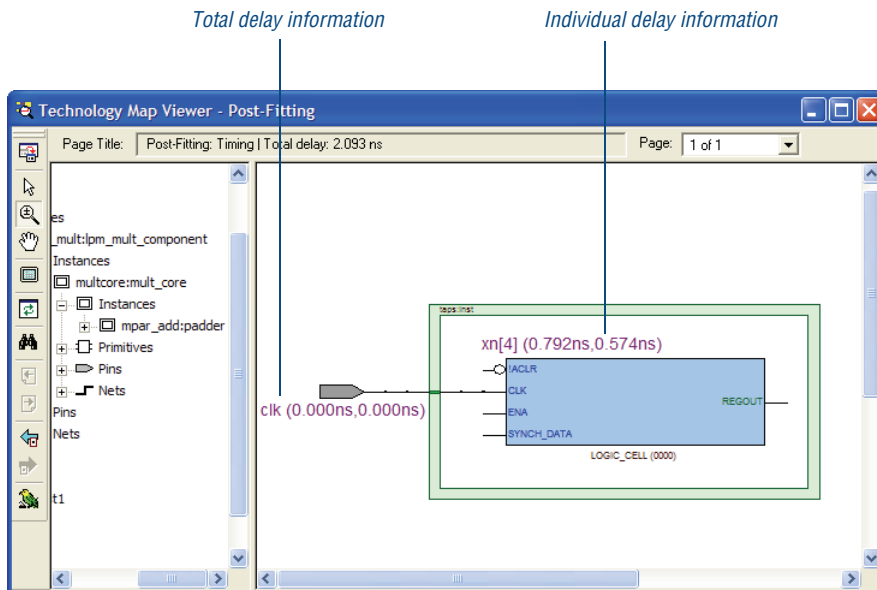 Total delay information
Individual delay information
Technology Map Viewer - Post-Fitting
Page Title: Post-Fitting: Timing | Total delay: 2.093 ns
Page: 1 of 1
es
_mult:lpm_mult_component
Instances
multcore:mult_core
Instances
mpar_add:padder
Primitives
Pins
Nets
Pins
Nets
t1
taps:inst
xn[4] (0.792ns,0.574ns)
!ACLR
CLK
ENA
SYNCH_DATA
REGOUT
LOGIC_CELL (0000)
clk (0.000ns,0.000ns)